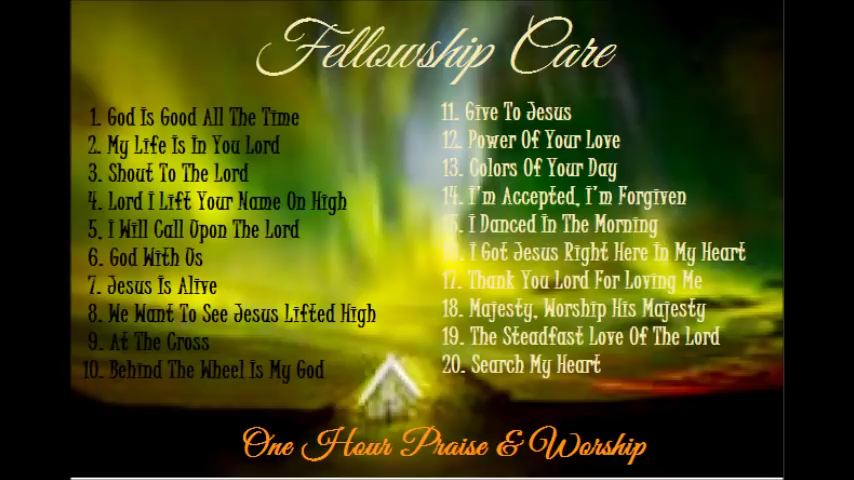 Fellowship Care
1. God Is Good All The Time
2. My Life Is In You Lord
3. Shout To The Lord
4. Lord I Lift Your Name On High
5. I Will Call Upon The Lord
6. God With Us
7. Jesus Is Alive
8. We Want To See Jesus Lifted High
9. At The Cross
10. Behind The Wheel Is My God
11. Give To Jesus
12. Power Of Your Love
13. Colors Of Your Day
14. I'm Accepted, I'm Forgiven
15. I Danced In The Morning
16. I Got Jesus Right Here In My Heart
17. Thank You Lord For Loving Me
18. Majesty, Worship His Majesty
19. The Steadfast Love Of The Lord
20. Search My Heart
One Hour Praise & Worship